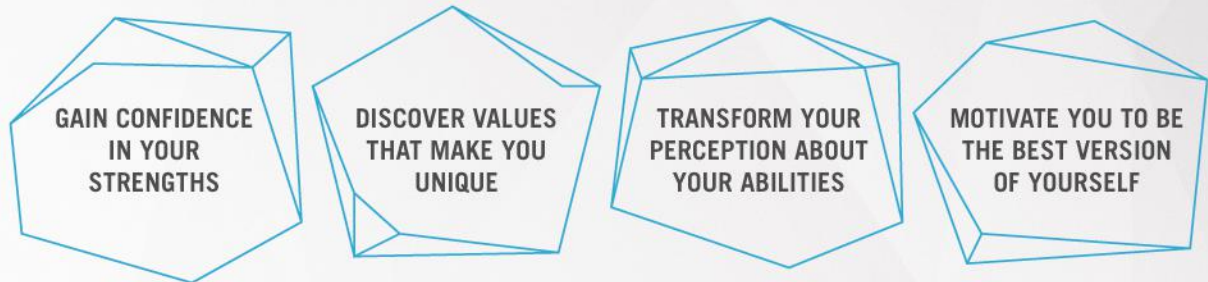 GAIN CONFIDENCE
IN YOUR
STRENGTHS
DISCOVER VALUES
THAT MAKE YOU
UNIQUE
TRANSFORM YOUR
PERCEPTION ABOUT
YOUR ABILITIES
MOTIVATE YOU TO BE
THE BEST VERSION
OF YOURSELF